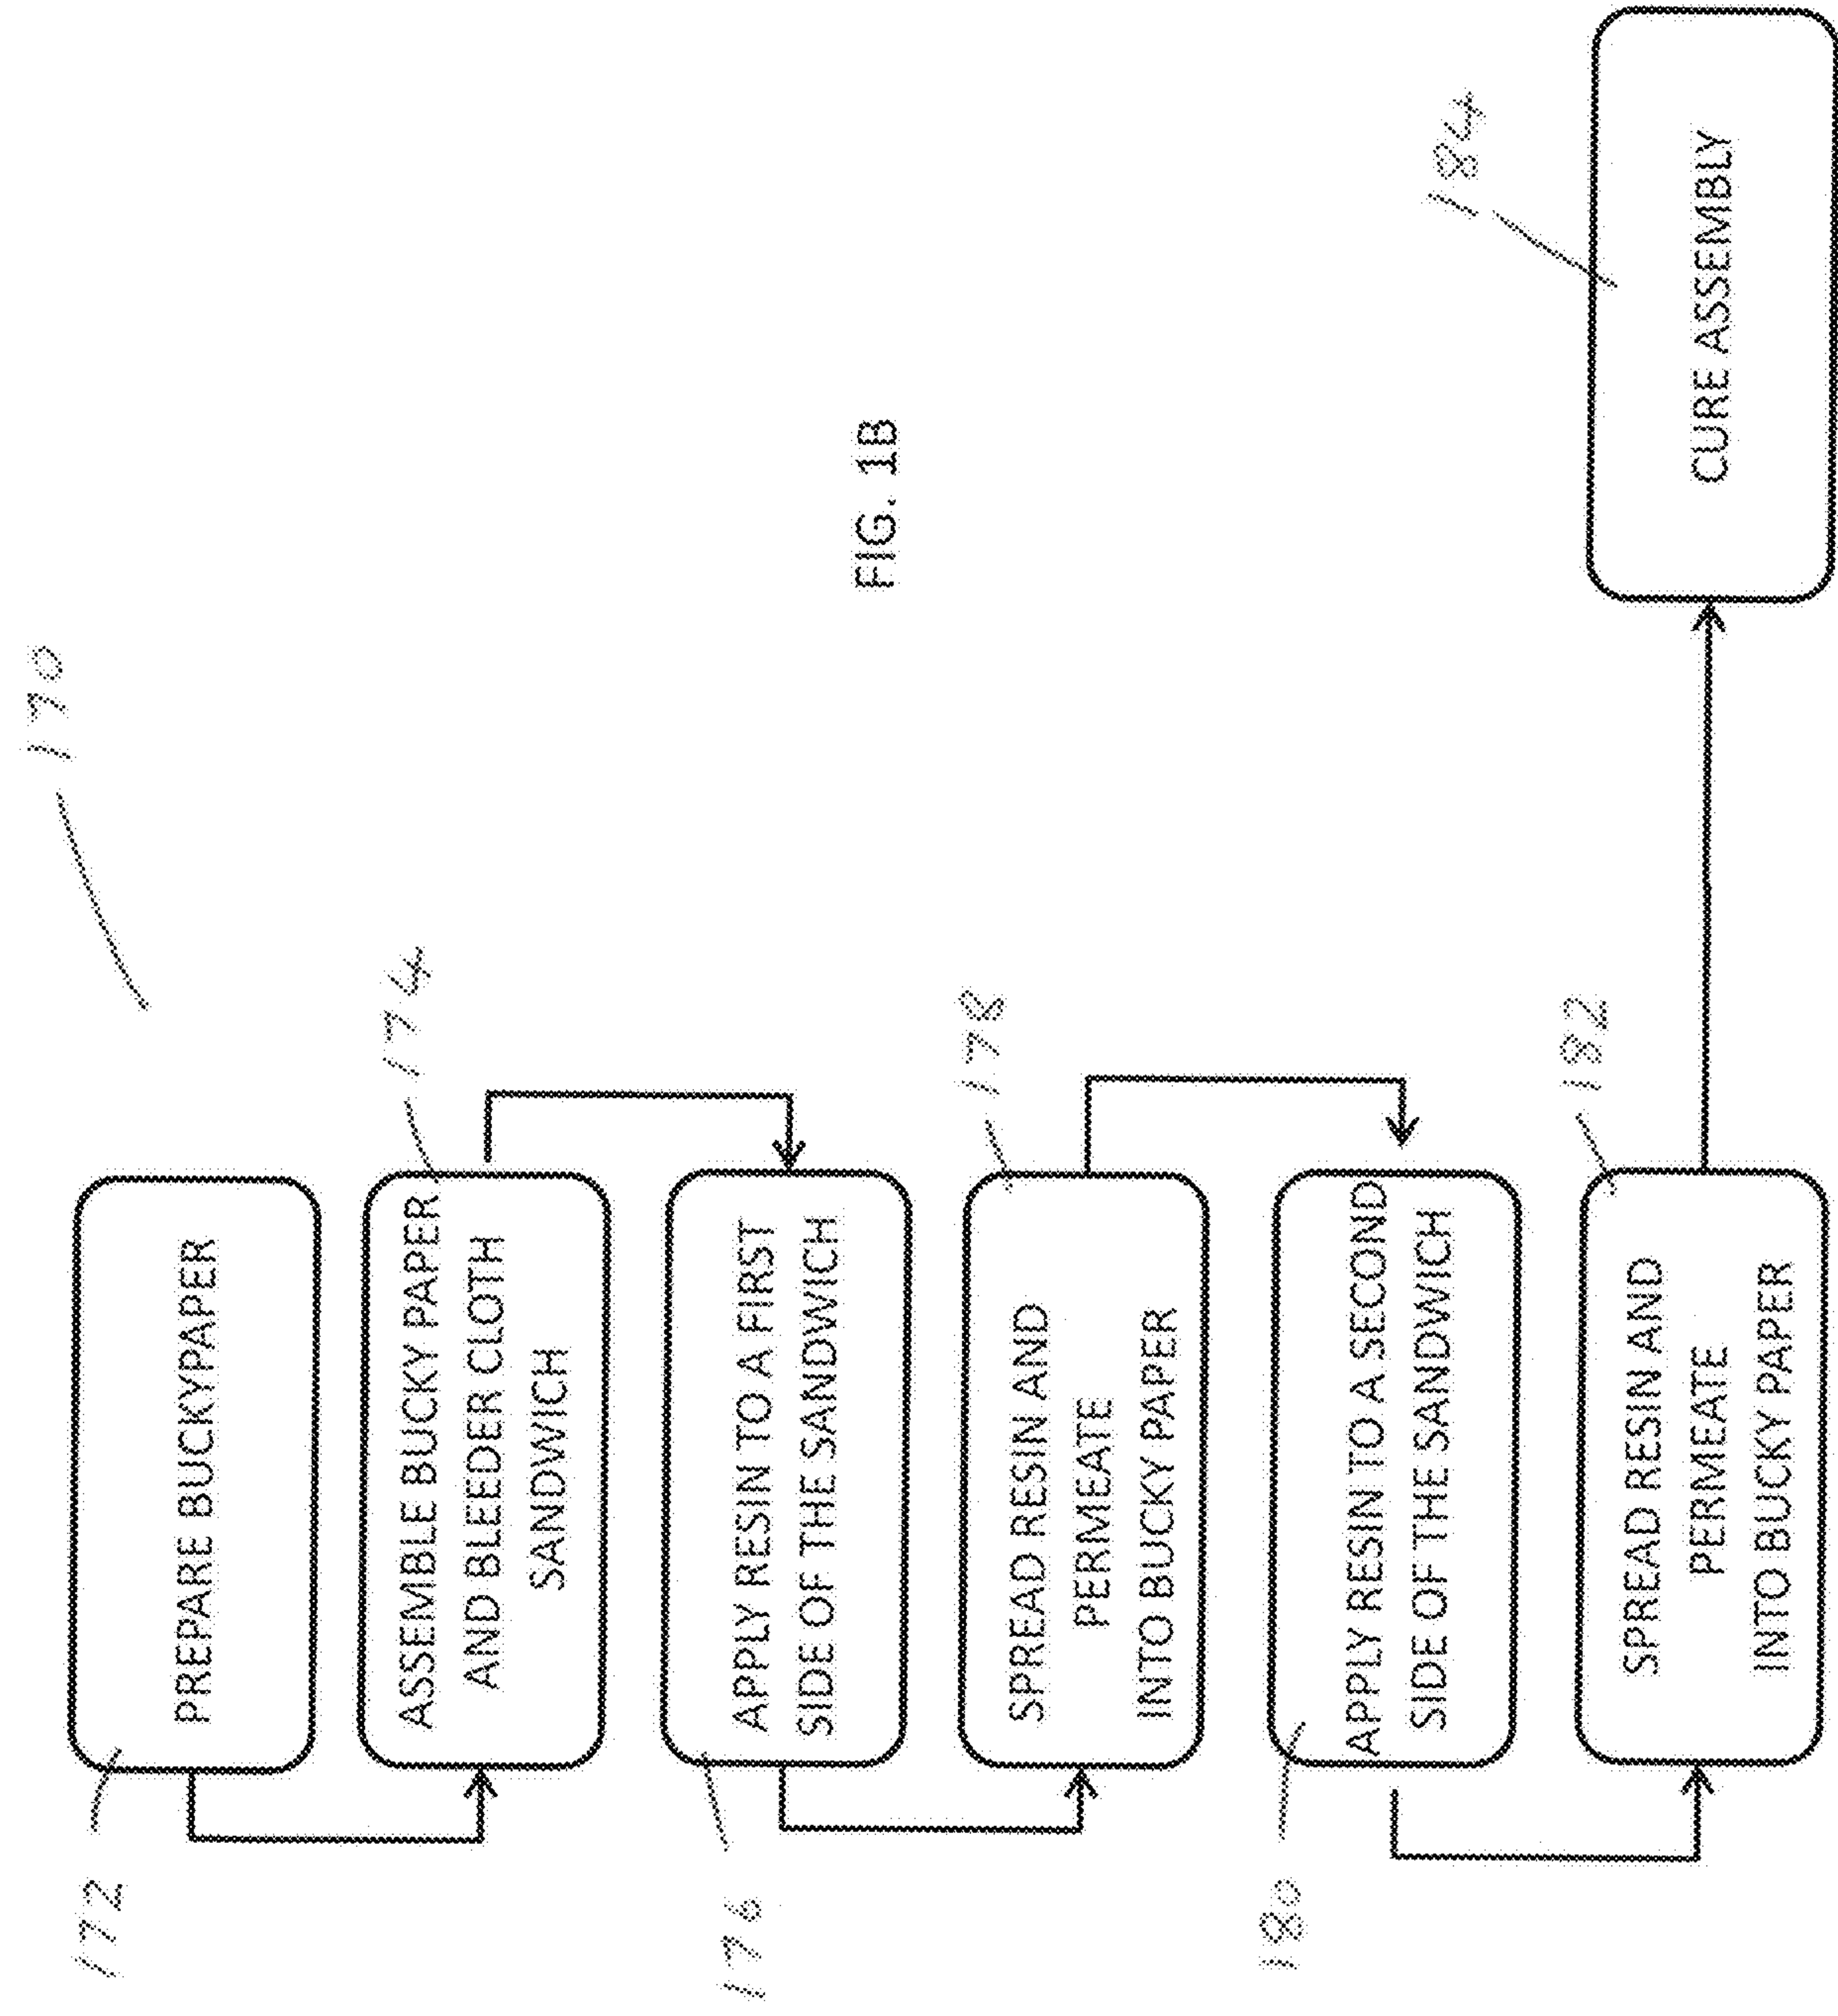 170
172
PREPARE BUCKYPAPER
174
ASSEMBLE BUCKY PAPER
AND BLEEDER CLOTH
SANDWICH
176
APPLY RESIN TO A FIRST
SIDE OF THE SANDWICH
178
SPREAD RESIN AND
PERMEATE
INTO BUCKY PAPER
180
APPLY RESIN TO A SECOND
SIDE OF THE SANDWICH
182
SPREAD RESIN AND
PERMEATE
INTO BUCKY PAPER
184
CURE ASSEMBLY
FIG. 1B